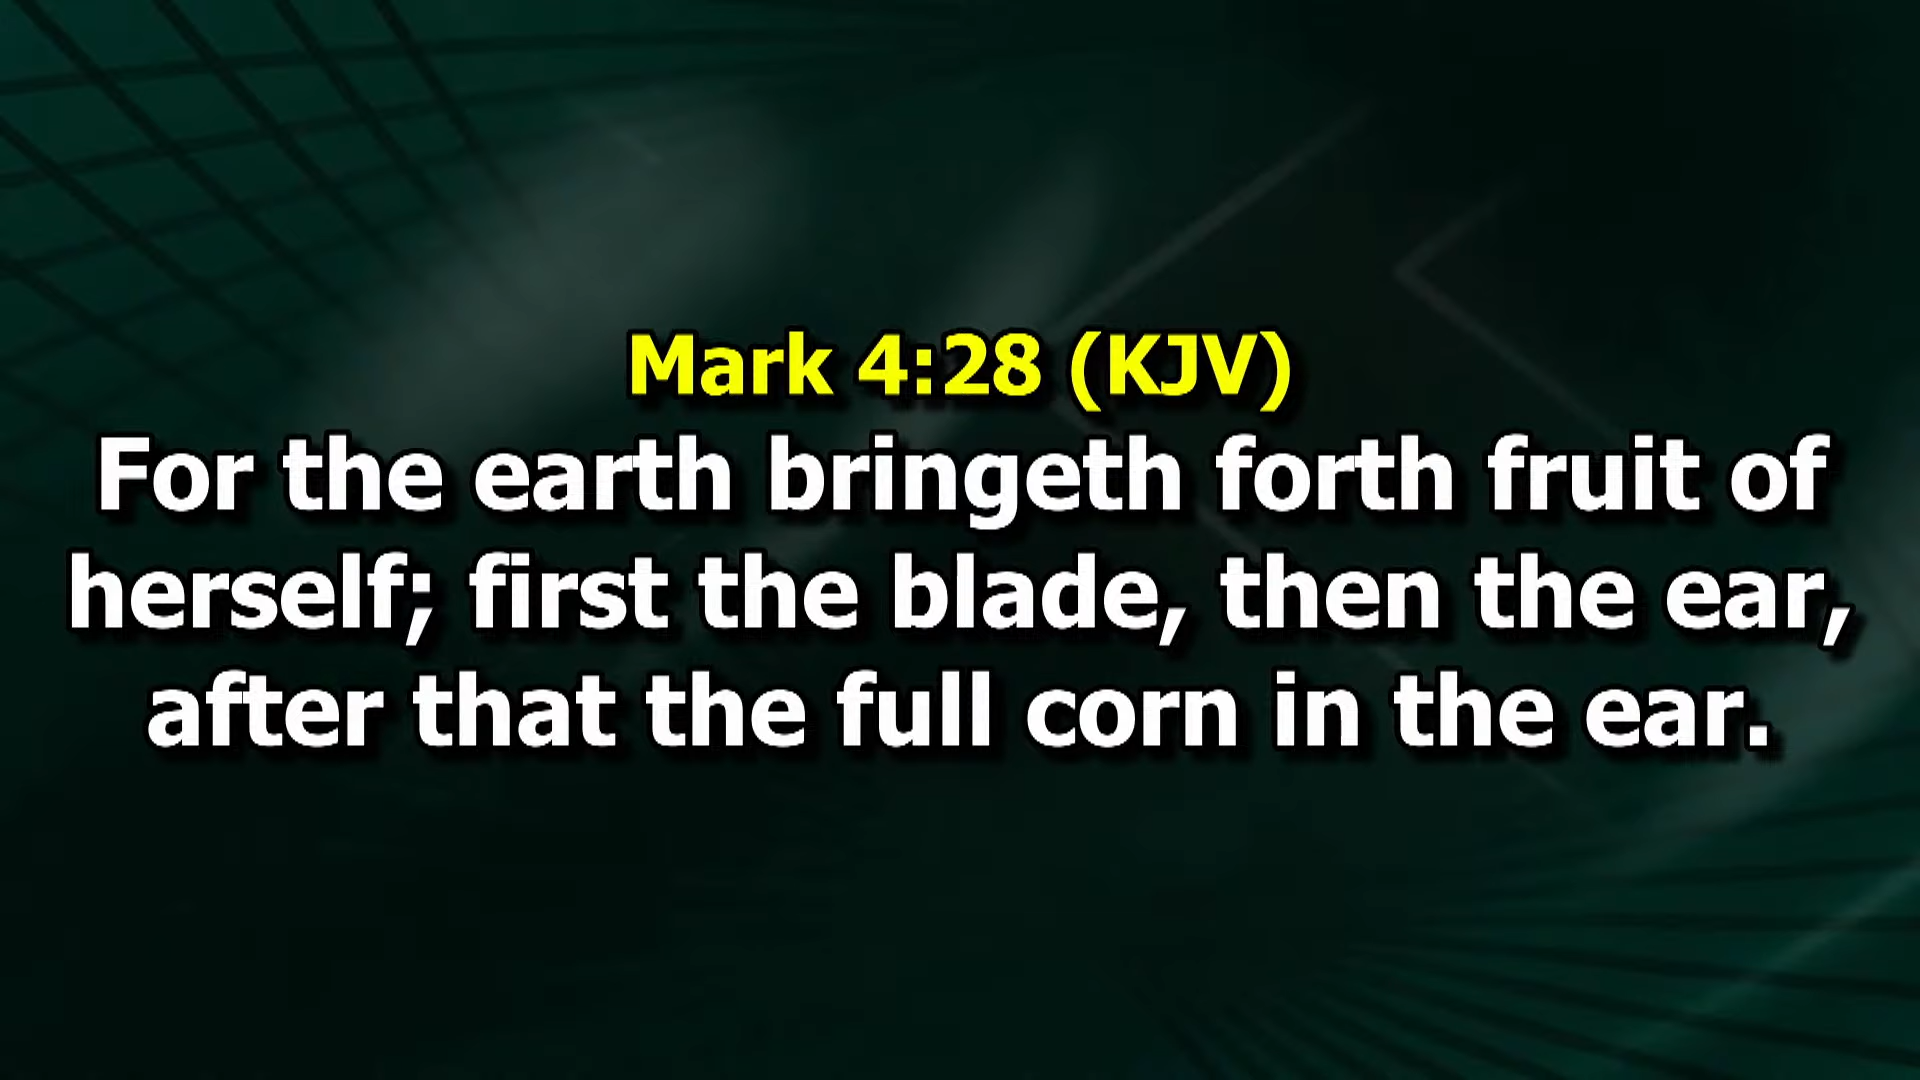 Mark 4:28 (KJV)
For the earth bringeth forth fruit of
herself; first the blade, then the ear,
after that the full corn in the ear.